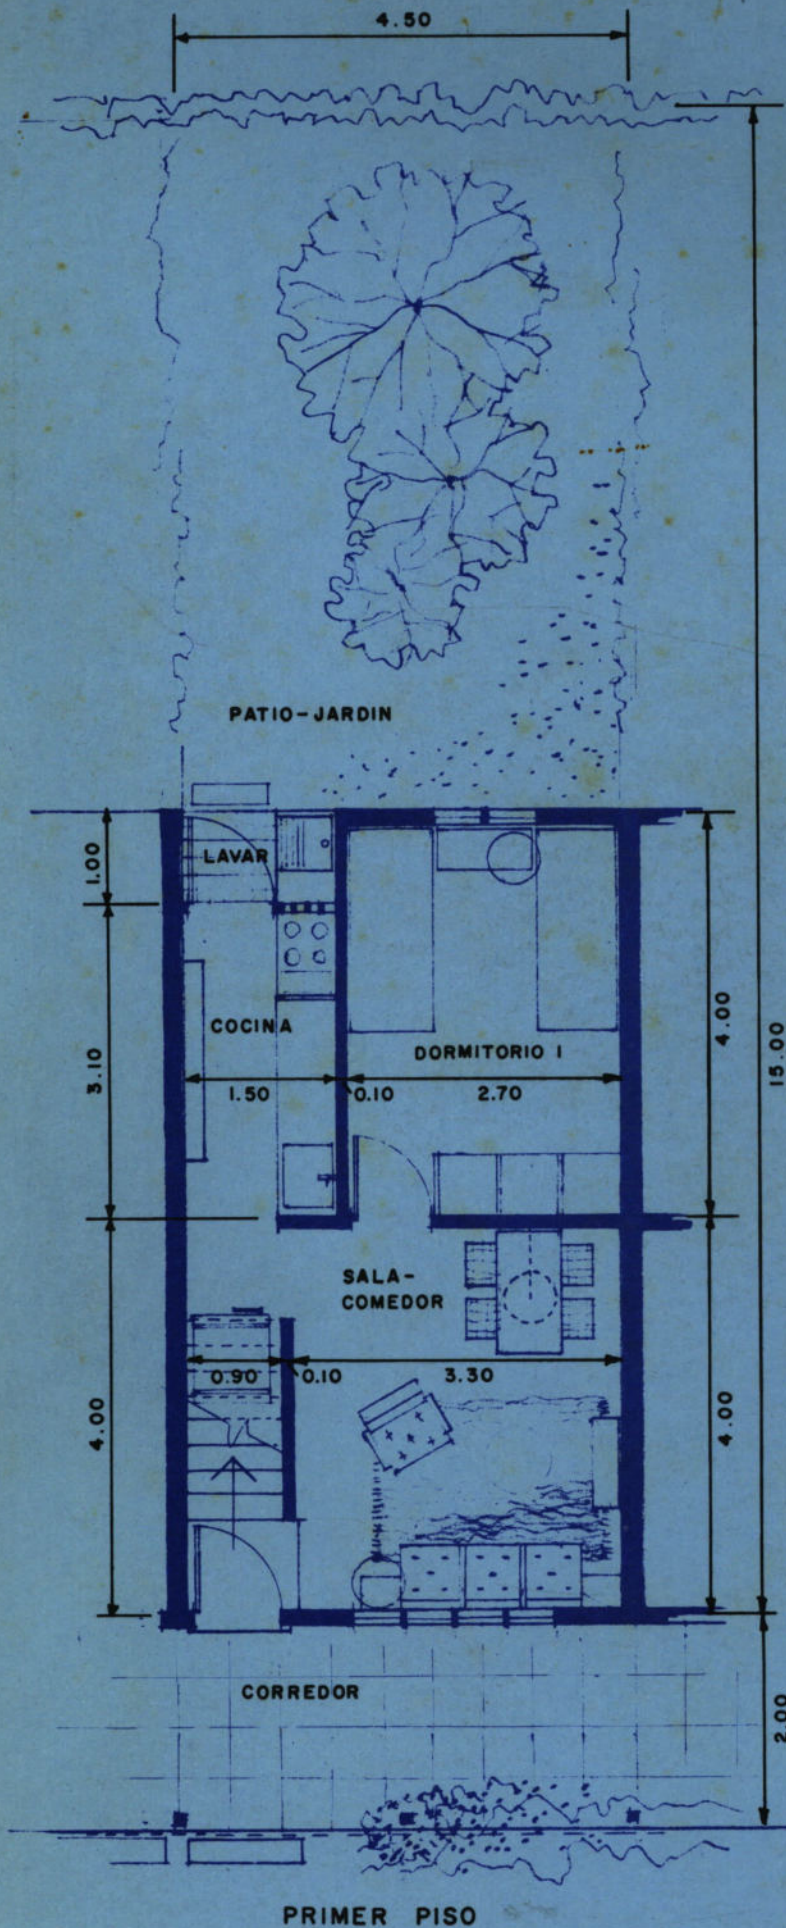 4.50
PATIO-JARDIN
1.00
LAVAR
3.10
COCINA
4.00
15.00
DORMITORIO 1
1.50
0.10
2.70
SALA-
COMEDOR
0.90
0.10
3.30
4.00
4.00
CORREDOR
2.00
PRIMER PISO